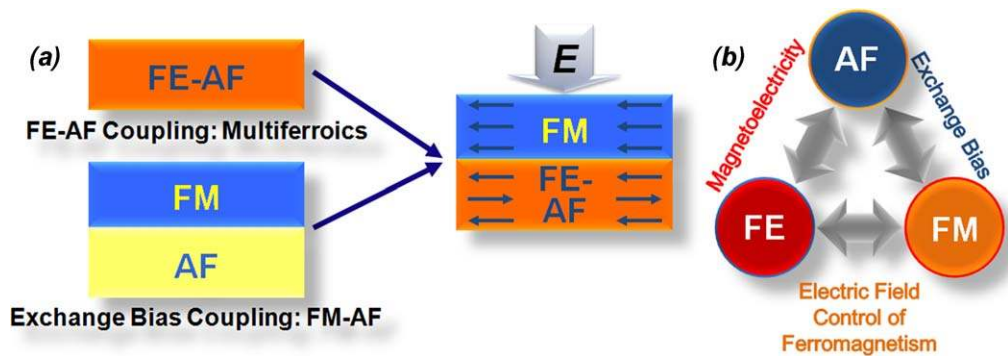 (a)
FE-AF
FE-AF Coupling: Multiferroics
FM
AF
Exchange Bias Coupling: FM-AF
E
FM
FE-
AF
(b)
AF
Magnetoelectricity
Exchange Bias
FE
FM
Electric Field
Control of
Ferromagnetism